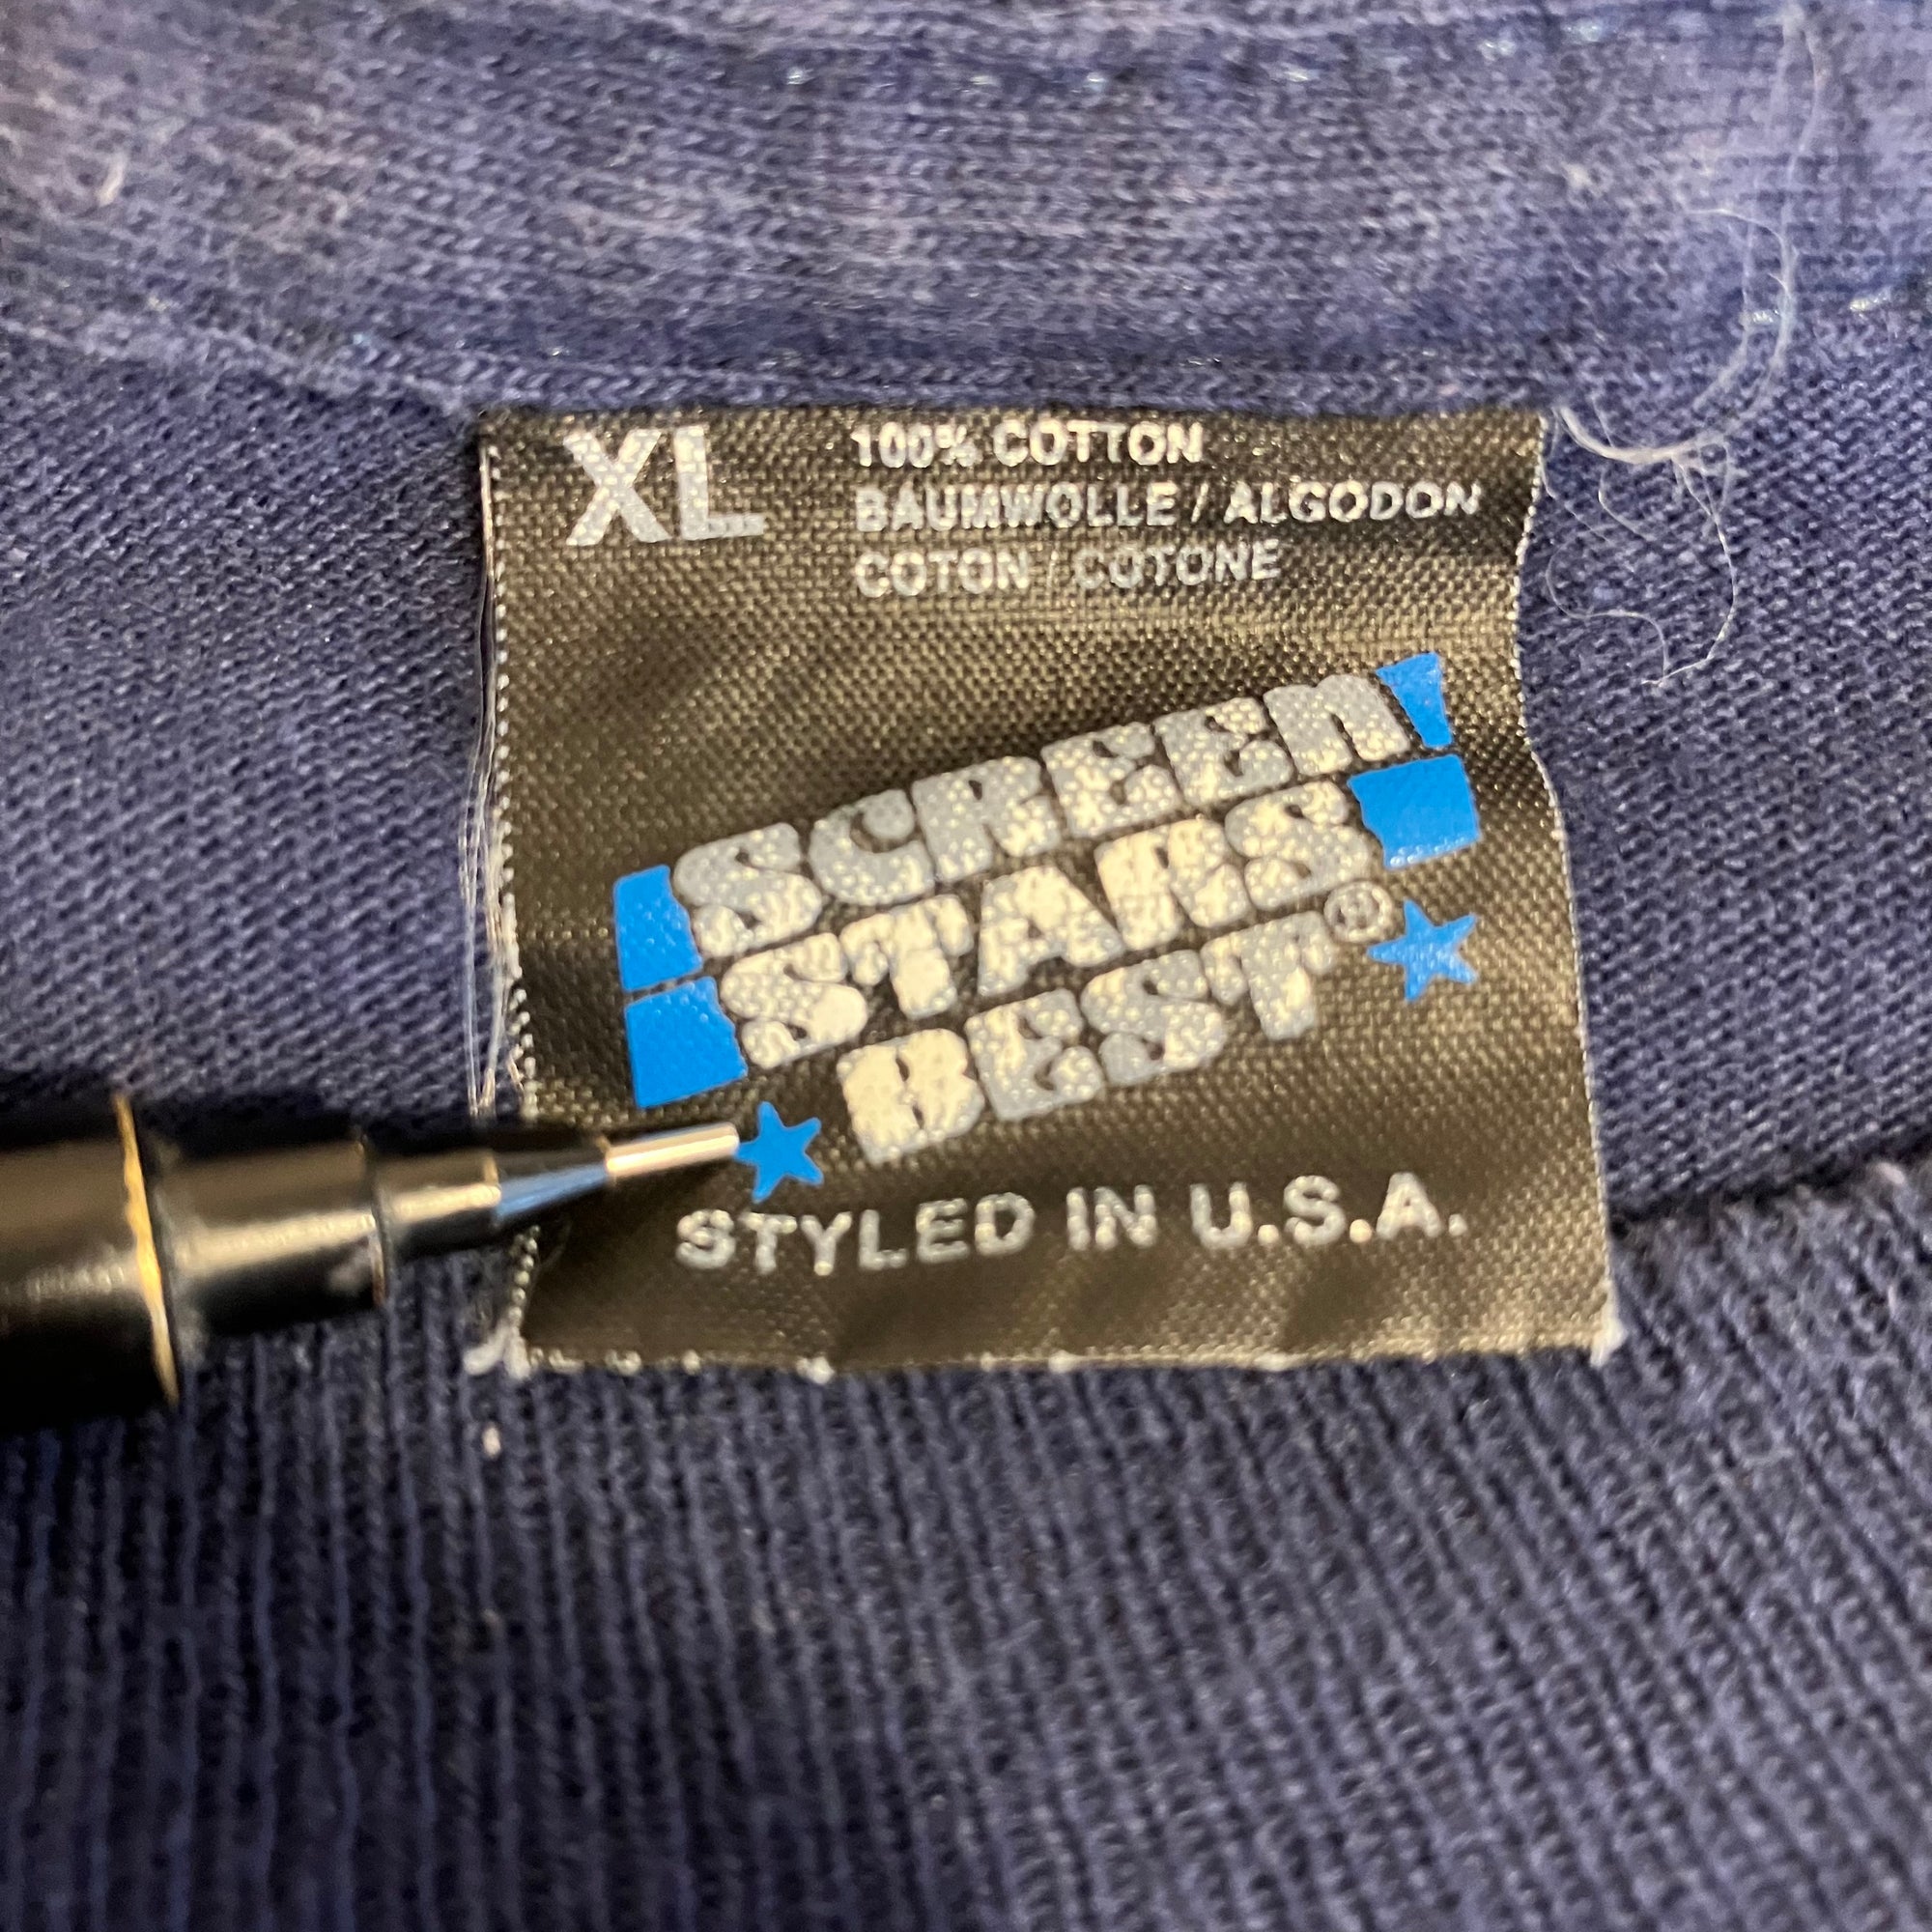 XL
100% COTTON
BAUMWOLLE / ALGODON
COTON / COTONE
SCREEN
STARS
BEST®
STYLED IN U.S.A.